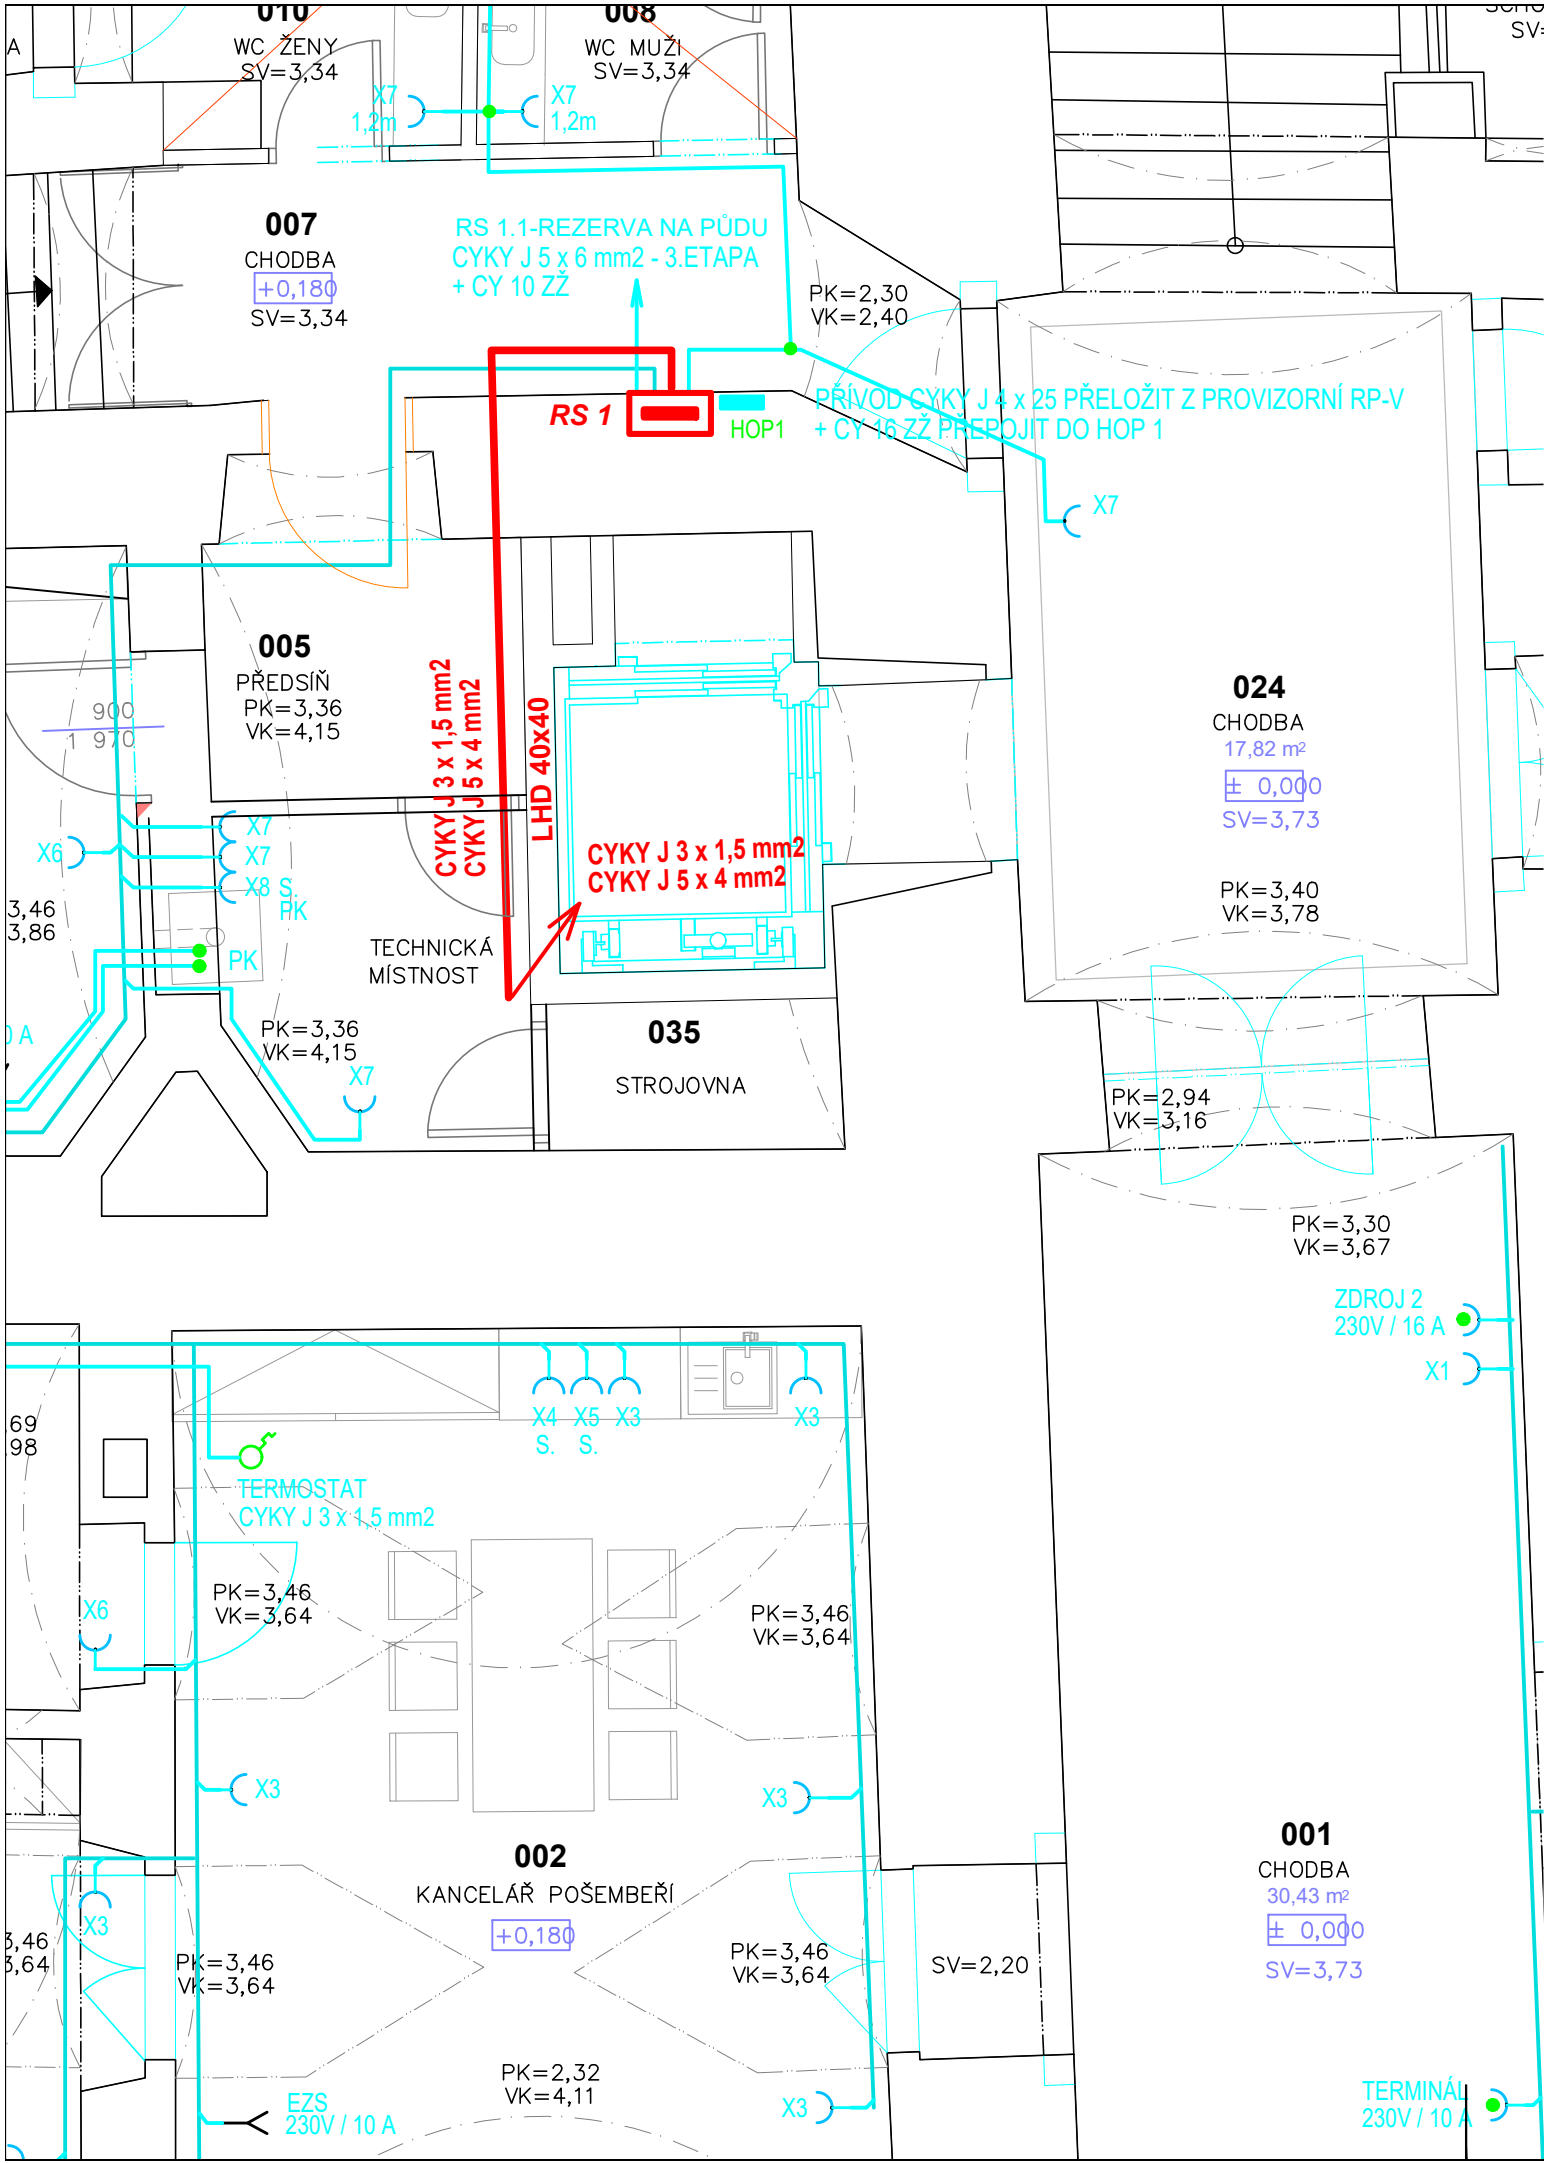 010
WC ŽENY
SV=3,34
008
WC MUŽI
SV=3,34
A
SV=
X7
1,2m
X7
1,2m
007
CHODBA
+0,180
SV=3,34
RS 1.1-REZERVA NA PŮDU
CYKY J 5 x 6 mm2 - 3.ETAPA
+ CY 10 ZŽ
PK=2,30
VK=2,40
RS 1
HOP1
PŘÍVOD CYKY J 4 x 25 PŘELOŽIT Z PROVIZORNÍ RP-V
+ CY 16 ZŽ PŘEPOJIT DO HOP 1
X7
005
PŘEDSÍŇ
PK=3,36
VK=4,15
900
1 970
CYKY J 3 x 1,5 mm2
CYKY J 5 x 4 mm2
LHD 40x40
CYKY J 3 x 1,5 mm2
CYKY J 5 x 4 mm2
024
CHODBA
17,82 m²
± 0,000
SV=3,73
PK=3,40
VK=3,78
X6
X7
X7
X8 S.
PK
PK
3,46
3,86
TECHNICKÁ
MÍSTNOST
0 A
PK=3,36
VK=4,15
X7
035
STROJOVNA
PK=2,94
VK=3,16
PK=3,30
VK=3,67
ZDROJ 2
230V / 16 A
X1
X4
S.
X5
S.
X3
X3
,69
,98
TERMOSTAT
CYKY J 3 x 1,5 mm2
PK=3,46
VK=3,64
X6
PK=3,46
VK=3,64
X3
X3
002
KANCELÁŘ POŠEMBEŘÍ
+0,180
001
CHODBA
30,43 m²
± 0,000
SV=3,73
X3
3,46
3,64
PK=3,46
VK=3,64
PK=3,46
VK=3,64
SV=2,20
PK=2,32
VK=4,11
EZS
230V / 10 A
X3
TERMINÁL
230V / 10 A